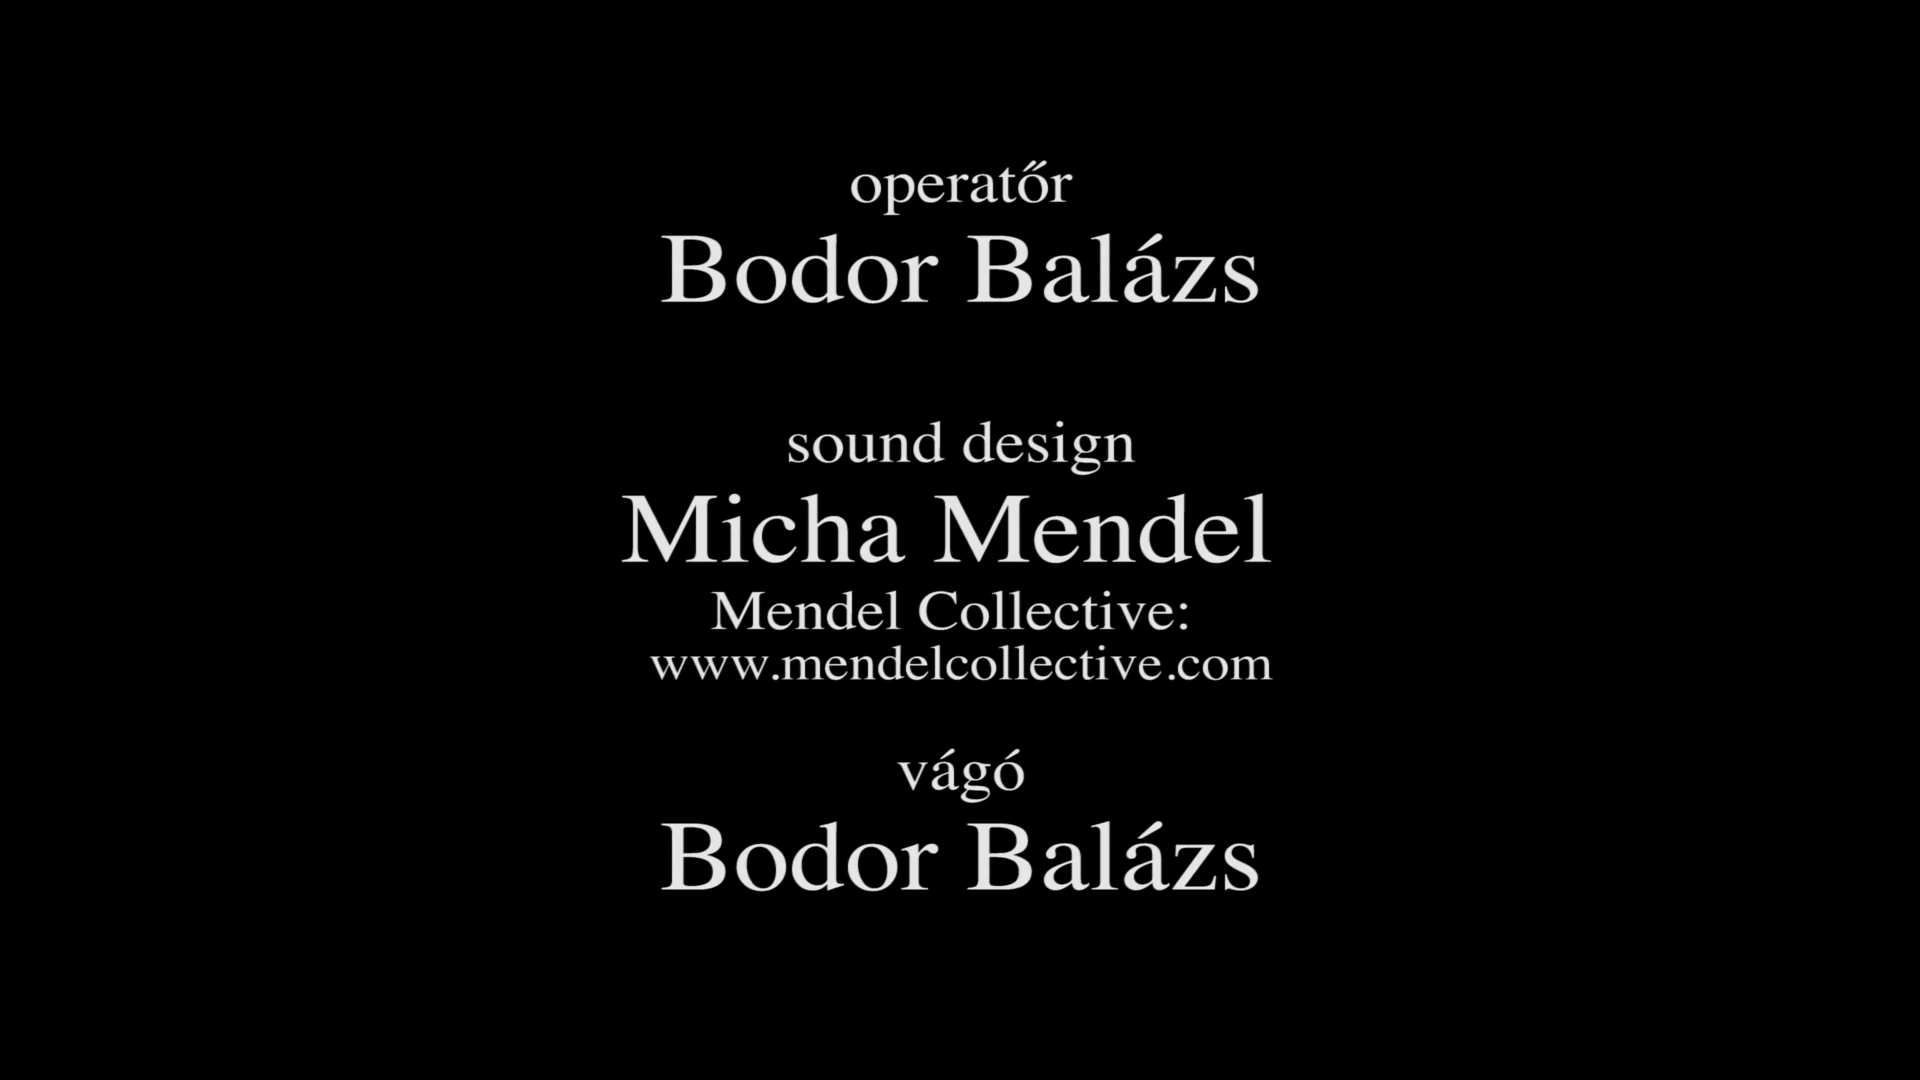 operatőr
Bodor Balázs
sound design
Micha Mendel
Mendel Collective:
www.mendelcollective.com
vágó
Bodor Balázs